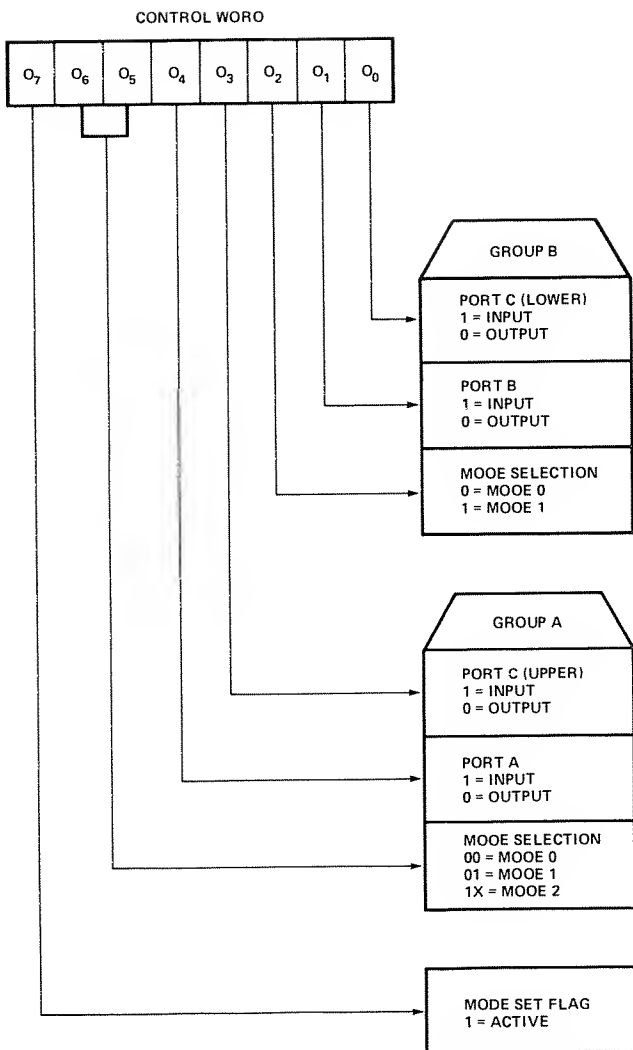 CONTROL WORO
O7 O6 O5 O4 O3 O2 O1 O0
GROUP B
PORT C (LOWER)
1 = INPUT
0 = OUTPUT
PORT B
1 = INPUT
0 = OUTPUT
MOOE SELECTION
0 = MOOE 0
1 = MOOE 1
GROUP A
PORT C (UPPER)
1 = INPUT
0 = OUTPUT
PORT A
1 = INPUT
0 = OUTPUT
MOOE SELECTION
00 = MOOE 0
01 = MOOE 1
1X = MOOE 2
MODE SET FLAG
1 = ACTIVE